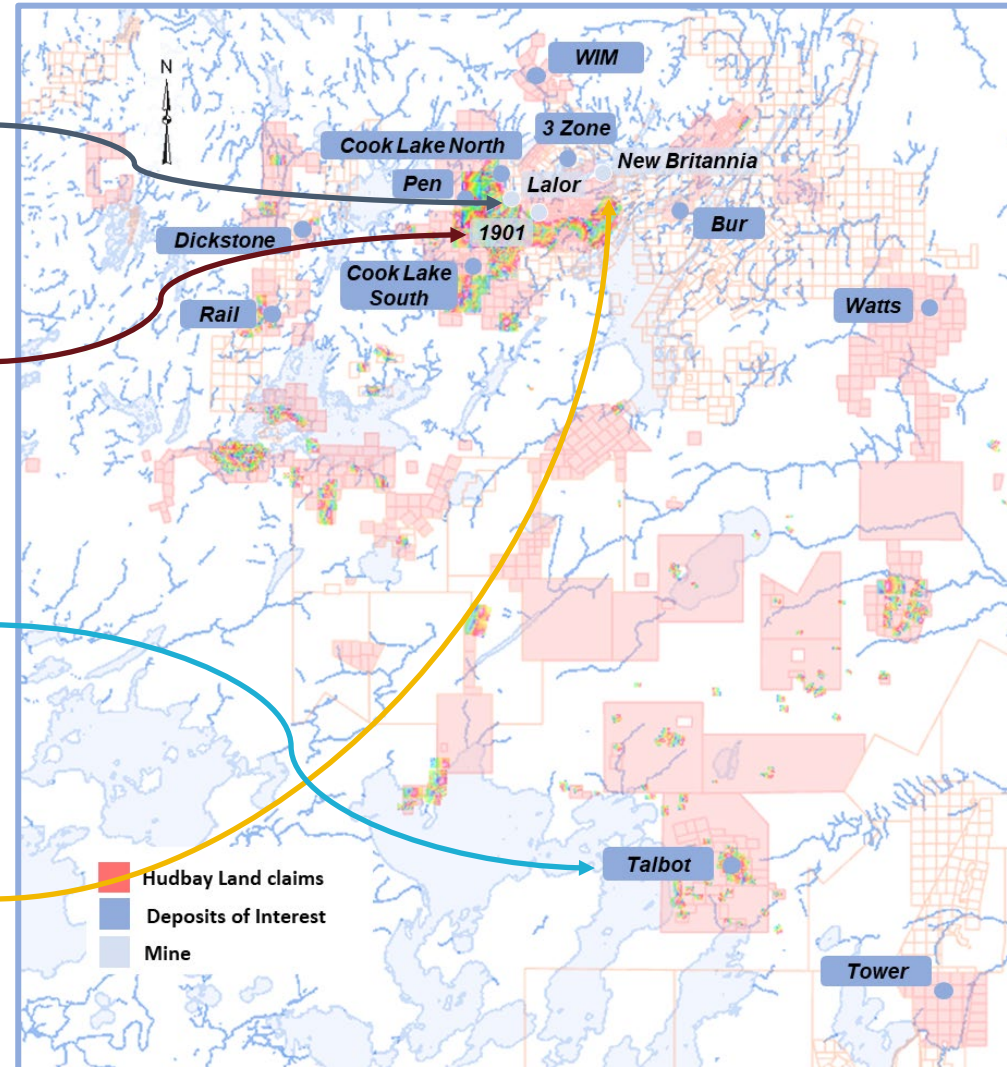 N
WIM
3 Zone
Cook Lake North
New Britannia
Pen
Lalor
Bur
1901
Dickstone
Cook Lake
South
Rail
Watts
Hudbay Land claims
Deposits of Interest
Mine
Talbot
Tower